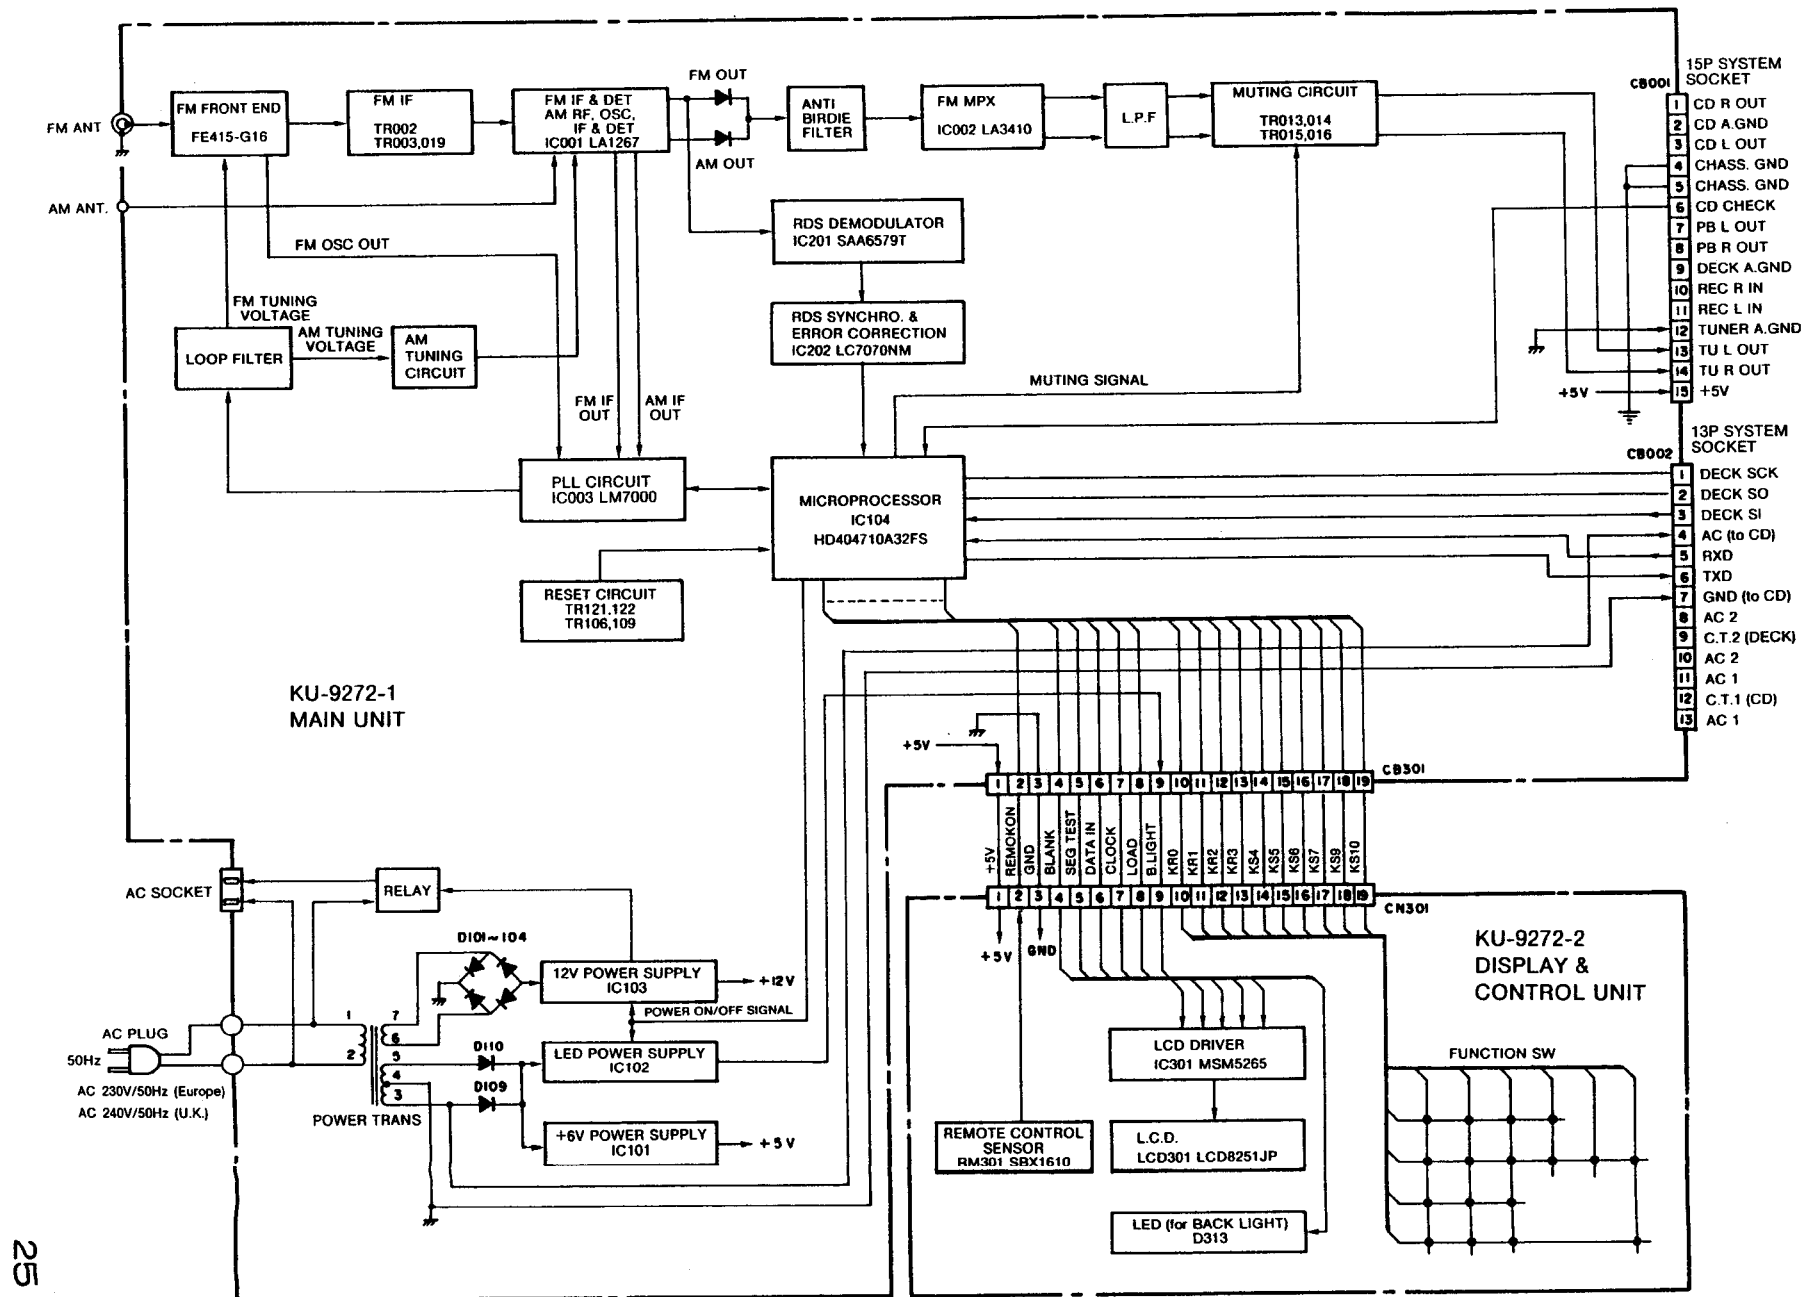 15P SYSTEM
SOCKET
CB001
1 CD R OUT
2 CD A.GND
3 CD L OUT
4 CHASS. GND
5 CHASS. GND
6 CD CHECK
7 PB L OUT
8 PB R OUT
9 DECK A.GND
10 REC R IN
11 REC L IN
12 TUNER A.GND
13 TU L OUT
14 TU R OUT
+5V 15 +5V
FM ANT
FM FRONT END
FE415-G16
FM IF
TR002
TR003,019
FM IF & DET
AM RF, OSC,
IF & DET
IC001 LA1267
FM OUT
AM OUT
ANTI
BIRDIE
FILTER
FM MPX
IC002 LA3410
L.P.F
MUTING CIRCUIT
TR013,014
TR015,016
AM ANT.
RDS DEMODULATOR
IC201 SAA6579T
FM OSC OUT
RDS SYNCHRO. &
ERROR CORRECTION
IC202 LC7070NM
FM TUNING
VOLTAGE
LOOP FILTER
AM TUNING
VOLTAGE
AM
TUNING
CIRCUIT
FM IF
OUT
AM IF
OUT
MUTING SIGNAL
13P SYSTEM
SOCKET
CB002
1 DECK SCK
2 DECK SO
3 DECK SI
4 AC (to CD)
5 RXD
6 TXD
7 GND (to CD)
8 AC 2
9 C.T.2 (DECK)
10 AC 2
11 AC 1
12 C.T.1 (CD)
13 AC 1
PLL CIRCUIT
IC003 LM7000
MICROPROCESSOR
IC104
HD404710A32FS
RESET CIRCUIT
TR121,122
TR106,109
KU-9272-1
MAIN UNIT
+5V
1 2 3 4 5 6 7 8 9 10 11 12 13 14 15 16 17 18 19
CB301
+5V
REMOKON
GND
BLANK
SEG TEST
DATA IN
CLOCK
LOAD
B.LIGHT
KR0
KR1
KR2
KR3
KS4
KS5
KS6
KS7
KS9
KS10
1 2 3 4 5 6 7 8 9 10 11 12 13 14 15 16 17 18 19
CN301
+5V
GND
AC SOCKET
RELAY
D101~104
12V POWER SUPPLY
IC103
+12V
POWER ON/OFF SIGNAL
AC PLUG
50Hz
AC 230V/50Hz (Europe)
AC 240V/50Hz (U.K.)
1
2
7
6
5
4
3
POWER TRANS
D110
D109
LED POWER SUPPLY
IC102
+6V POWER SUPPLY
IC101
+5V
KU-9272-2
DISPLAY &
CONTROL UNIT
LCD DRIVER
IC301 MSM5265
FUNCTION SW
REMOTE CONTROL
SENSOR
RM301 SBX1610
L.C.D.
LCD301 LCD8251JP
LED (for BACK LIGHT)
D313
25